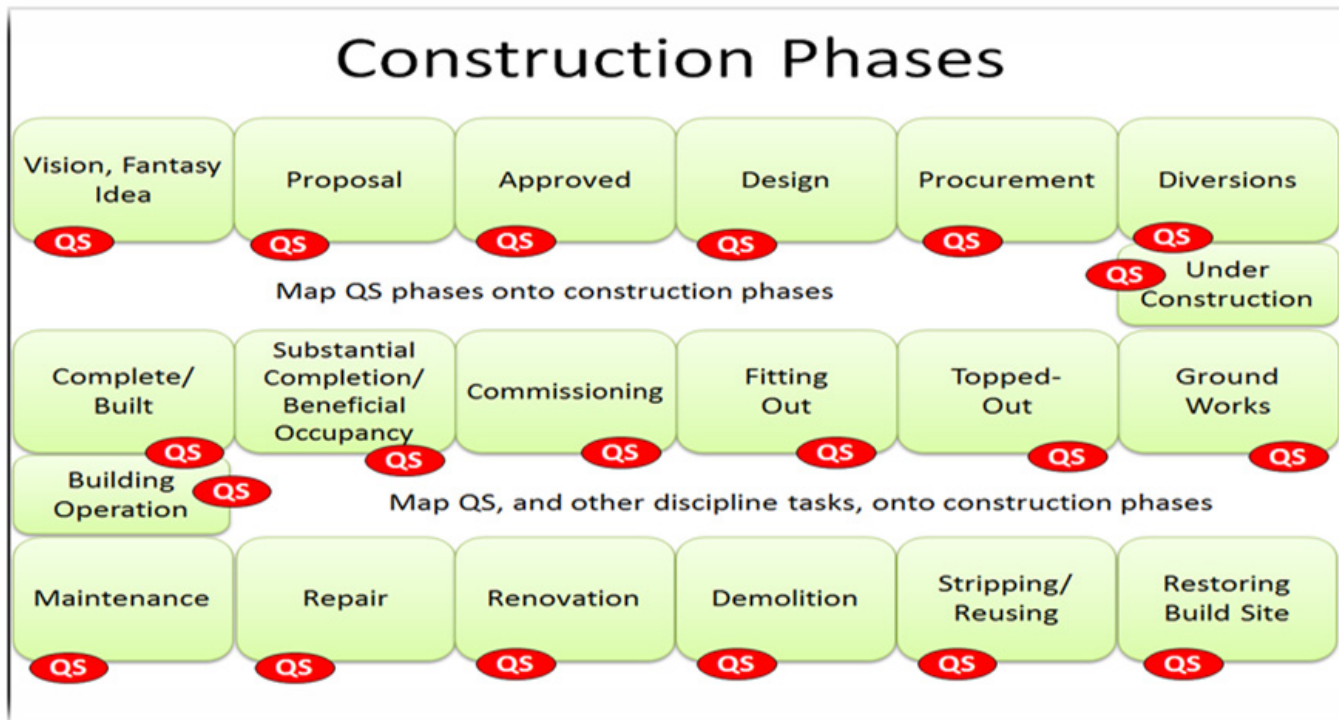 Construction Phases
Vision, Fantasy
Idea
QS
Proposal
QS
Approved
QS
Design
QS
Procurement
QS
Diversions
QS
QS
Under
Construction
Map QS phases onto construction phases
Complete/
Built
QS
Substantial
Completion/
Beneficial
Occupancy
QS
Commissioning
QS
Fitting
Out
QS
Topped-
Out
QS
Ground
Works
QS
Building
Operation
QS
Map QS, and other discipline tasks, onto construction phases
Maintenance
QS
Repair
QS
Renovation
QS
Demolition
QS
Stripping/
Reusing
QS
Restoring
Build Site
QS